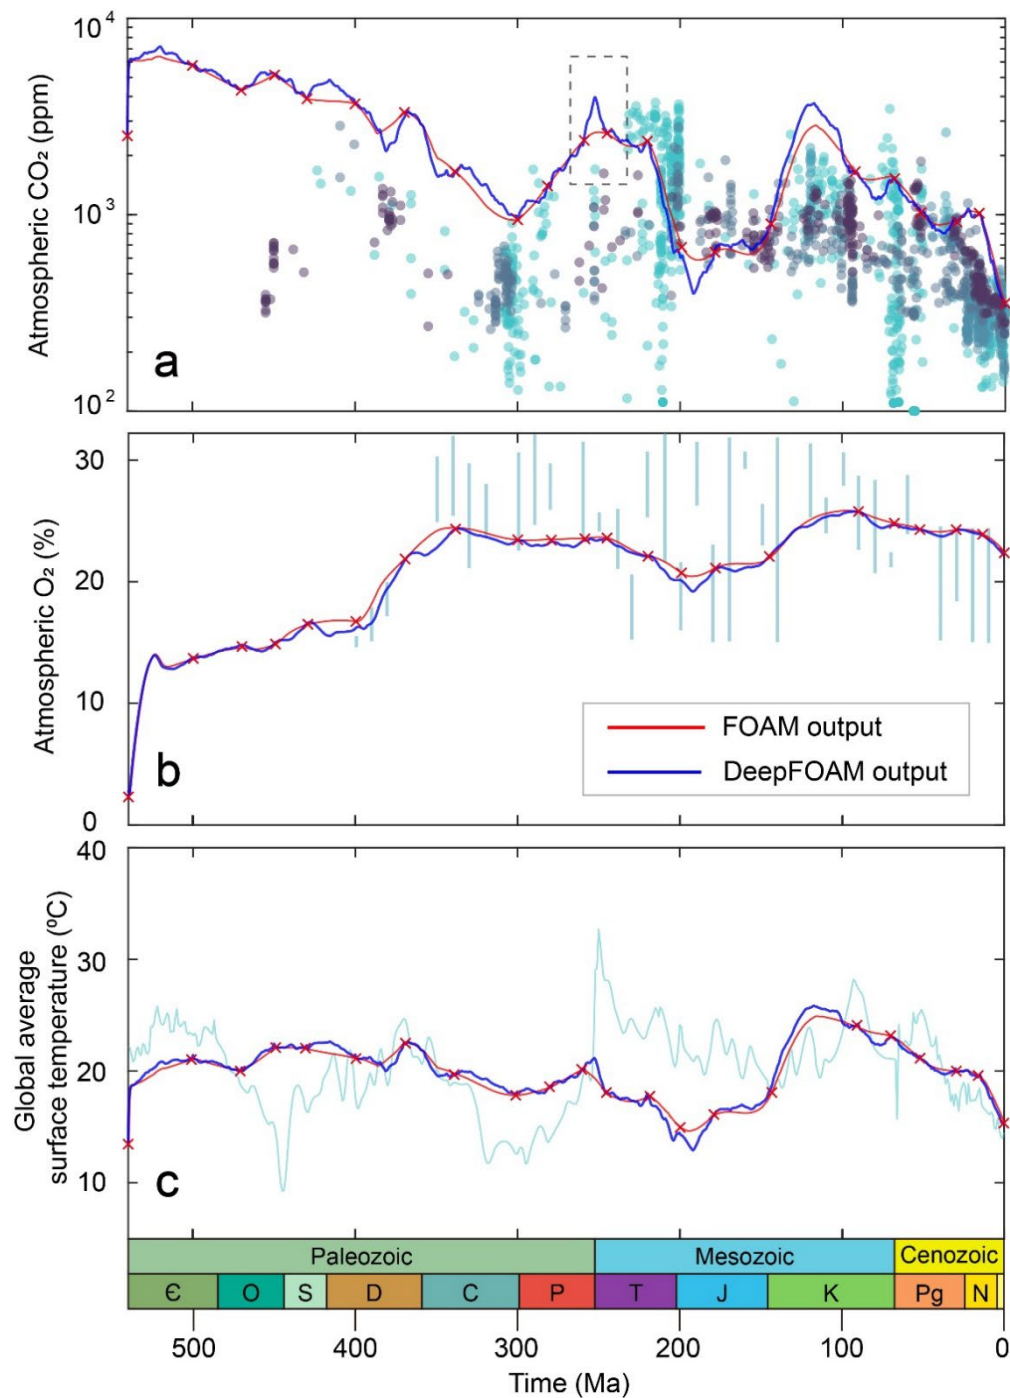 a
Atmospheric CO₂ (ppm)
10⁴
10³
10²
b
Atmospheric O₂ (%)
30
20
10
0
FOAM output
DeepFOAM output
c
Global average
surface temperature (ºC)
40
30
20
10
Paleozoic Mesozoic Cenozoic
Є O S D C P T J K Pg N
500 400 300 200 100 0
Time (Ma)